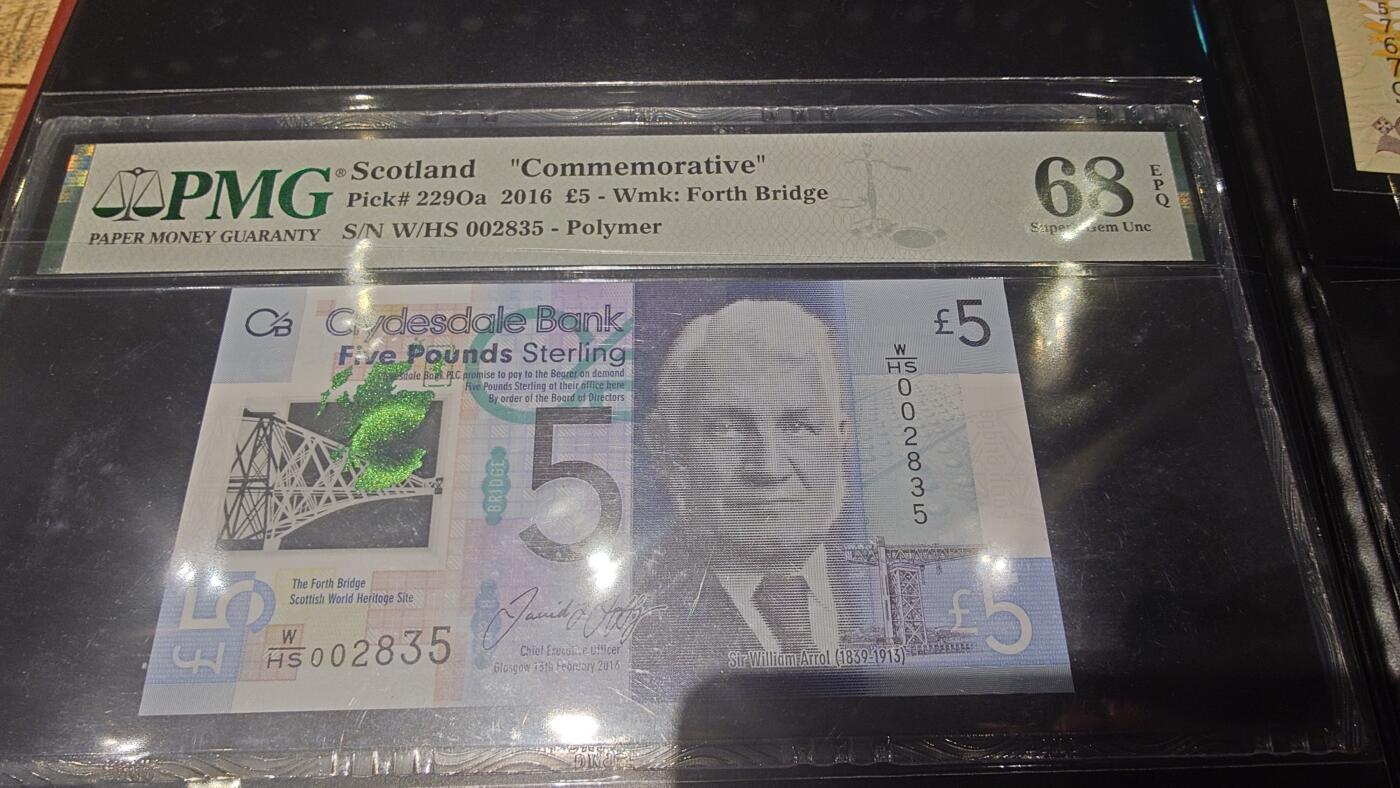 PMG® Scotland "Commemorative"
Pick# 229Oa 2016 £5 - Wmk: Forth Bridge
PAPER MONEY GUARANTY S/N W/HS 002835 - Polymer
68
EPQ
Gem Unc
C/B Clydesdale Bank
£5
Five Pounds Sterling
Bank PLC promise to pay to the Bearer on demand
Five Pounds Sterling at their office here
By order of the Board of Directors
W
HS
002835
5
BRIDGE
The Forth Bridge
Scottish World Heritage Site
£5
W
HS 002835
Chief Executive Officer
Glasgow 13th February 2016
Sir William Arrol (1839-1913)
£5